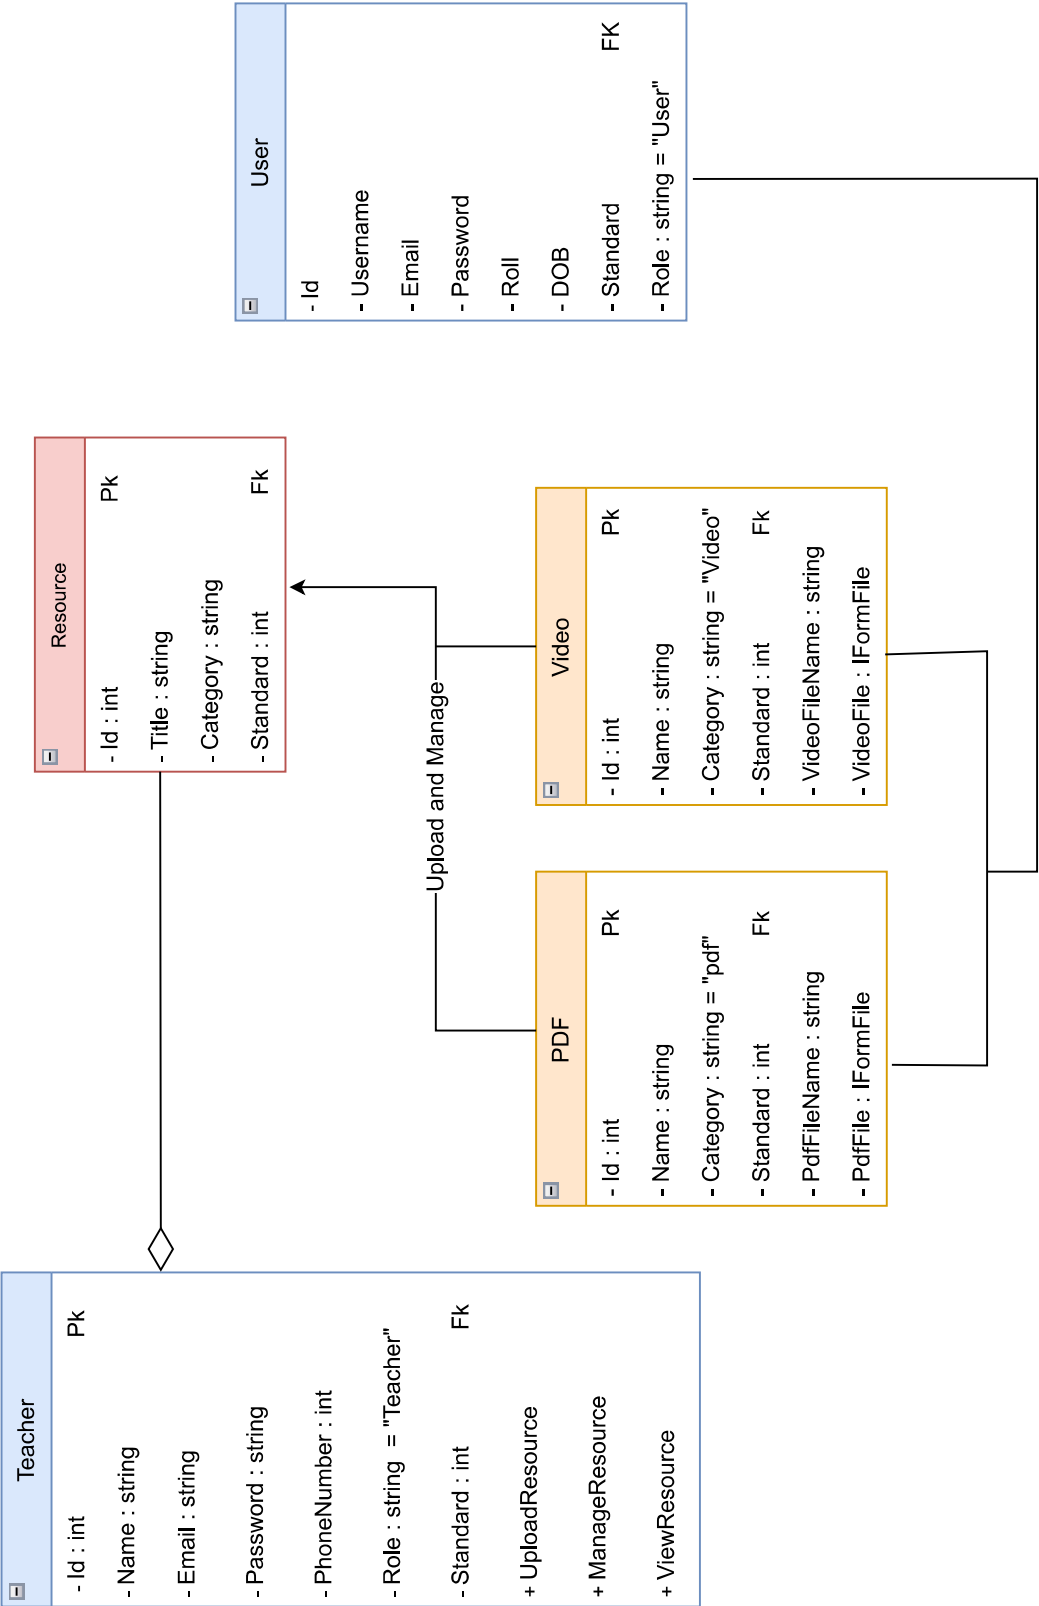 Teacher
- Id : int Pk
- Name : string
- Email : string
- Password : string
- PhoneNumber : int
- Role : string  = "Teacher"
- Standard : int Fk
+ UploadResource
+ ManageResource
+ ViewResource
Resource
- Id : int Pk
- Title : string
- Category : string
- Standard : int Fk
Upload and Manage
PDF
- Id : int Pk
- Name : string
- Category : string = "pdf"
- Standard : int Fk
- PdfFileName : string
- PdfFile : IFormFile
Video
- Id : int Pk
- Name : string
- Category : string = "Video"
- Standard : int Fk
- VideoFileName : string
- VideoFile : IFormFile
User
- Id
- Username
- Email
- Password
- Roll
- DOB
- Standard FK
- Role : string = "User"